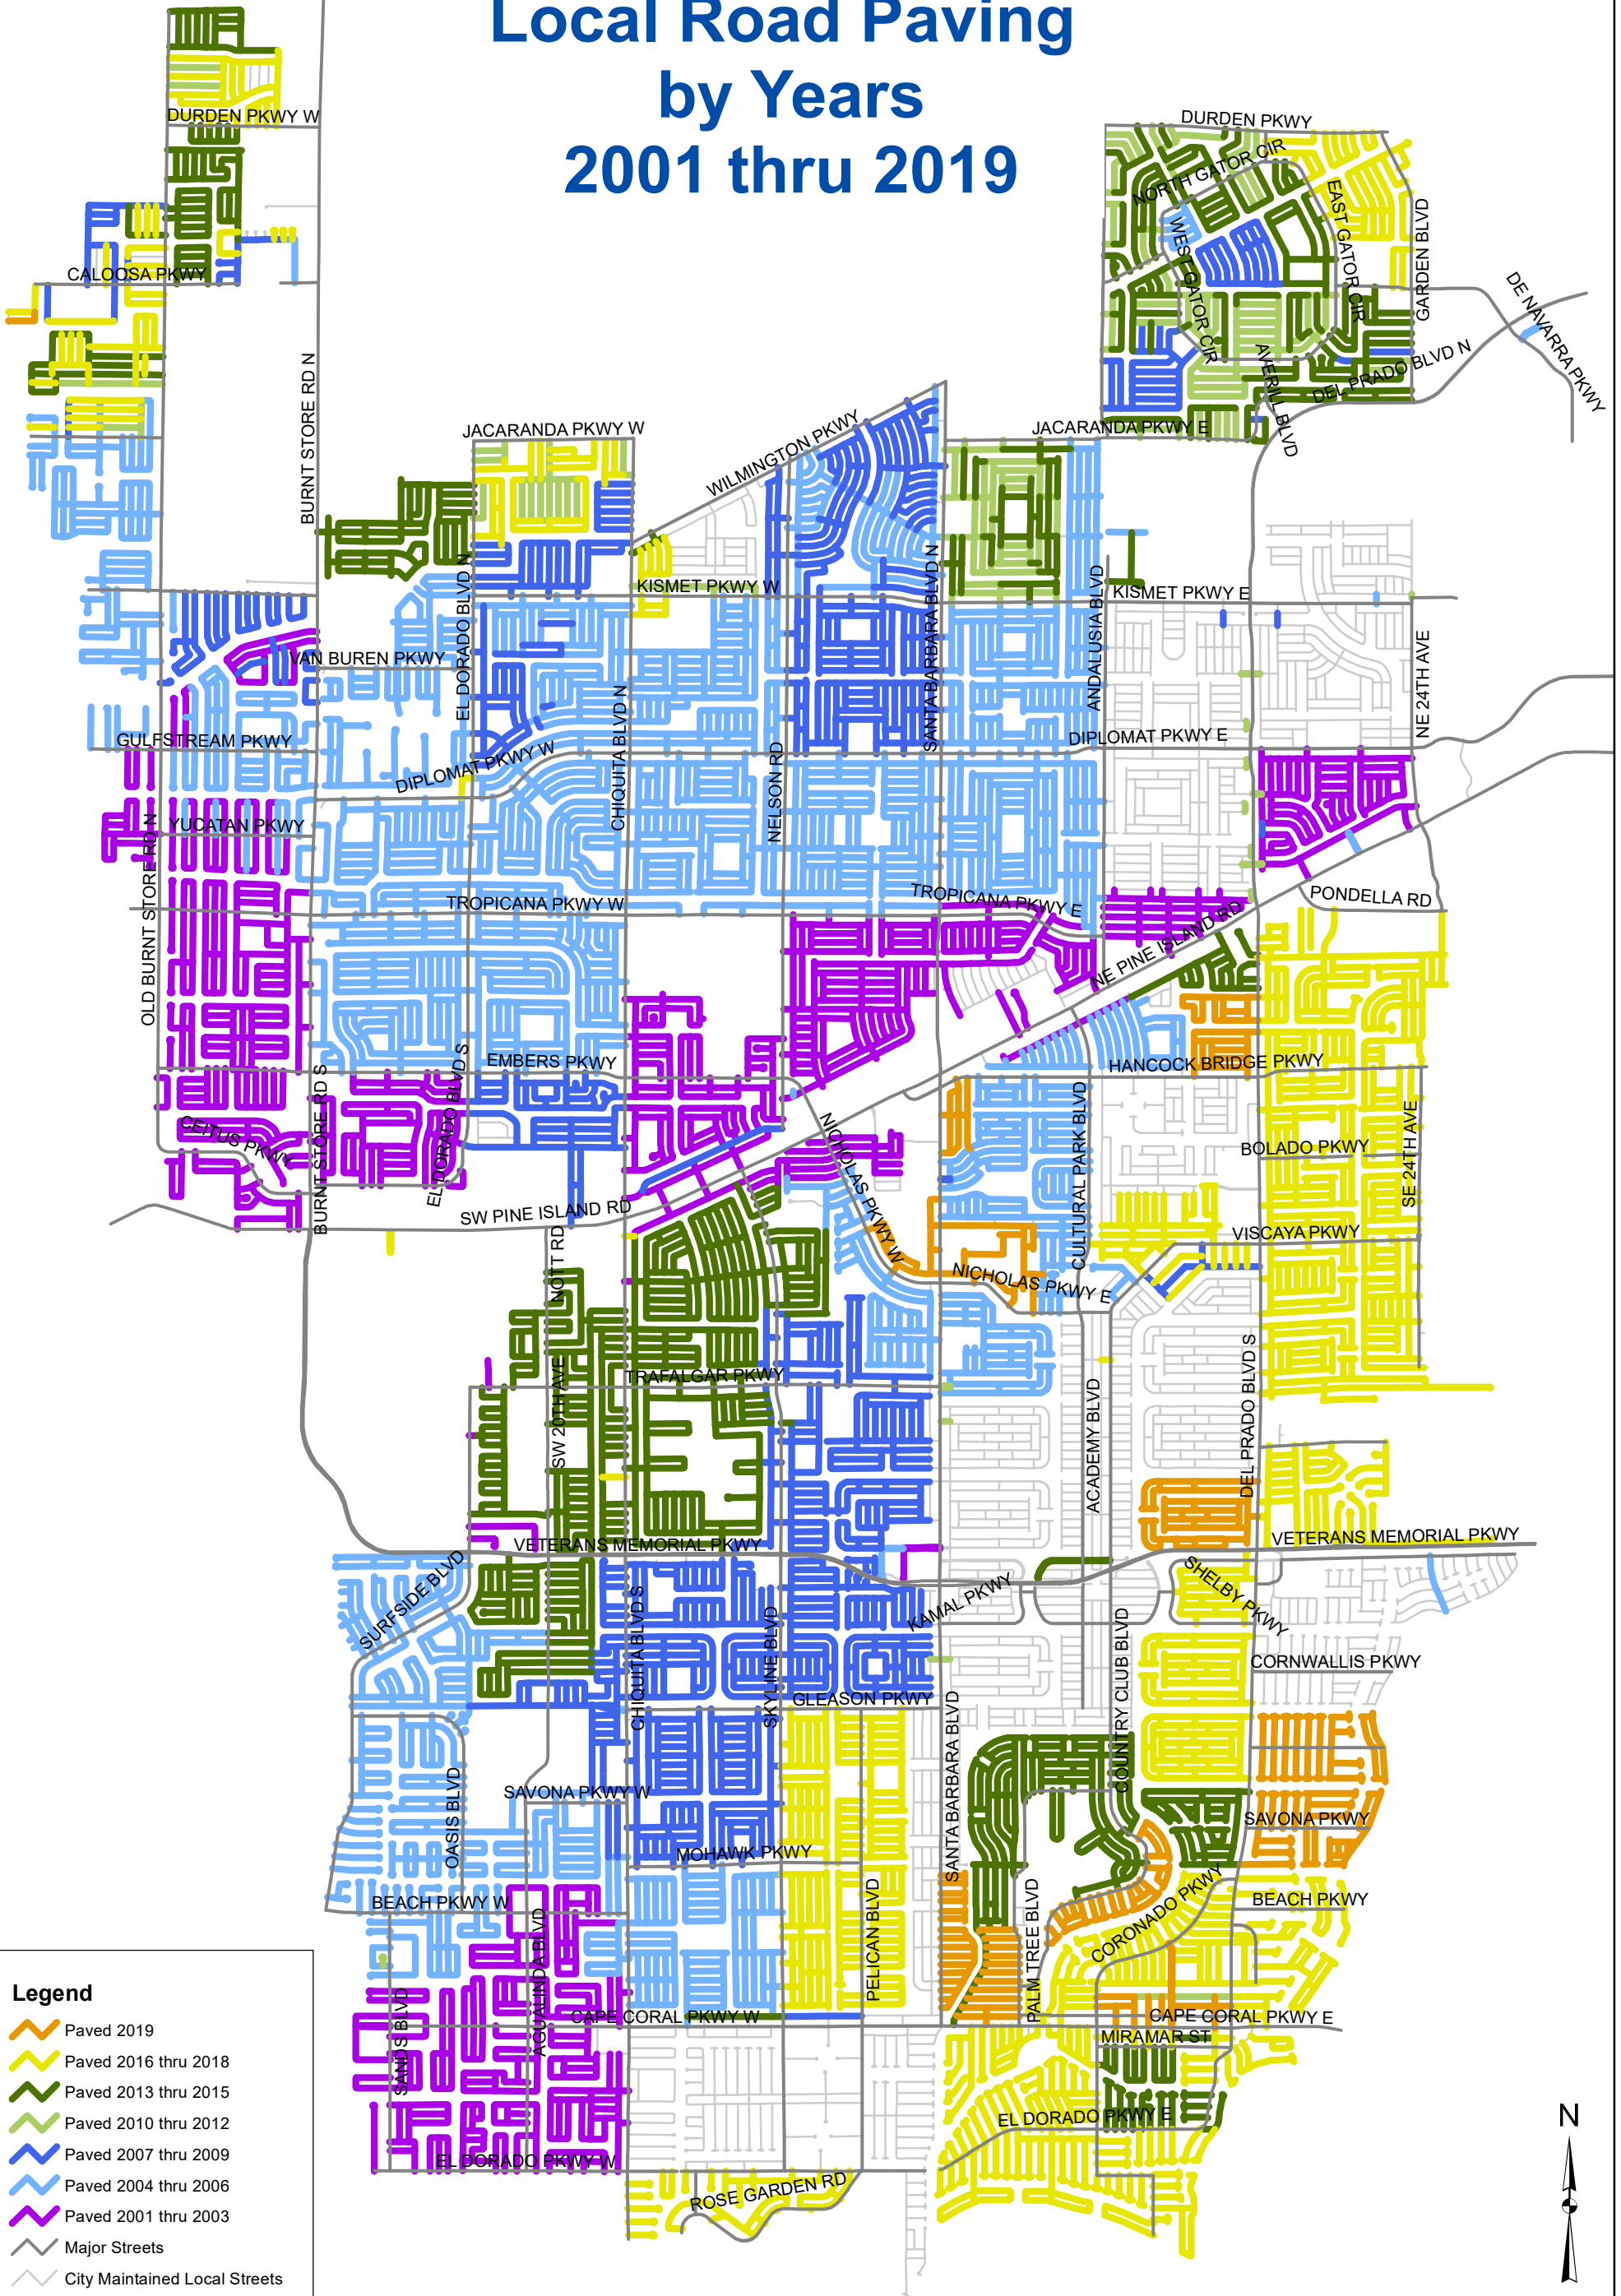 Local Road Paving
by Years
2001 thru 2019
DURDEN PKWY W
DURDEN PKWY
NORTH GATOR CIR
EAST GATOR CIR
WEST GATOR CIR
GARDEN BLVD
CALOOSA PKWY
DE NAVARRA PKWY
BURNT STORE RD N
AVERILL BLVD
DEL PRADO BLVD N
JACARANDA PKWY W
WILMINGTON PKWY
JACARANDA PKWY E
KISMET PKWY W
KISMET PKWY E
EL DORADO BLVD N
SANTA BARBARA BLVD N
ANDALUSIA BLVD
VAN BUREN PKWY
CHIQUITA BLVD N
NE 24TH AVE
GULFSTREAM PKWY
DIPLOMAT PKWY W
DIPLOMAT PKWY E
NELSON RD
YUCATAN PKWY
OLD BURNT STORE RD N
TROPICANA PKWY W
TROPICANA PKWY E
PONDELLA RD
NE PINE ISLAND RD
EMBERS PKWY
HANCOCK BRIDGE PKWY
CEITUS PKWY
BURNT STORE RD S
EL DORADO BLVD S
NICHOLAS PKWY W
CULTURAL PARK BLVD
BOLADO PKWY
SE 24TH AVE
SW PINE ISLAND RD
NOTT RD
VISCAYA PKWY
NICHOLAS PKWY E
TRAFALGAR PKWY
SW 20TH AVE
ACADEMY BLVD
DEL PRADO BLVD S
VETERANS MEMORIAL PKWY
VETERANS MEMORIAL PKWY
SURFSIDE BLVD
KAMAL PKWY
SHELBY PKWY
CHIQUITA BLVD S
SKYLINE BLVD
COUNTRY CLUB BLVD
CORNWALLIS PKWY
GLEASON PKWY
SANTA BARBARA BLVD
OASIS BLVD
SAVONA PKWY W
SAVONA PKWY
MOHAWK PKWY
BEACH PKWY W
PELICAN BLVD
PALM TREE BLVD
CORONADO PKWY
BEACH PKWY
SANDS BLVD
AGUALINDA BLVD
CAPE CORAL PKWY W
CAPE CORAL PKWY E
MIRAMAR ST
EL DORADO PKWY E
EL DORADO PKWY W
ROSE GARDEN RD
N
Legend
Paved 2019
Paved 2016 thru 2018
Paved 2013 thru 2015
Paved 2010 thru 2012
Paved 2007 thru 2009
Paved 2004 thru 2006
Paved 2001 thru 2003
Major Streets
City Maintained Local Streets